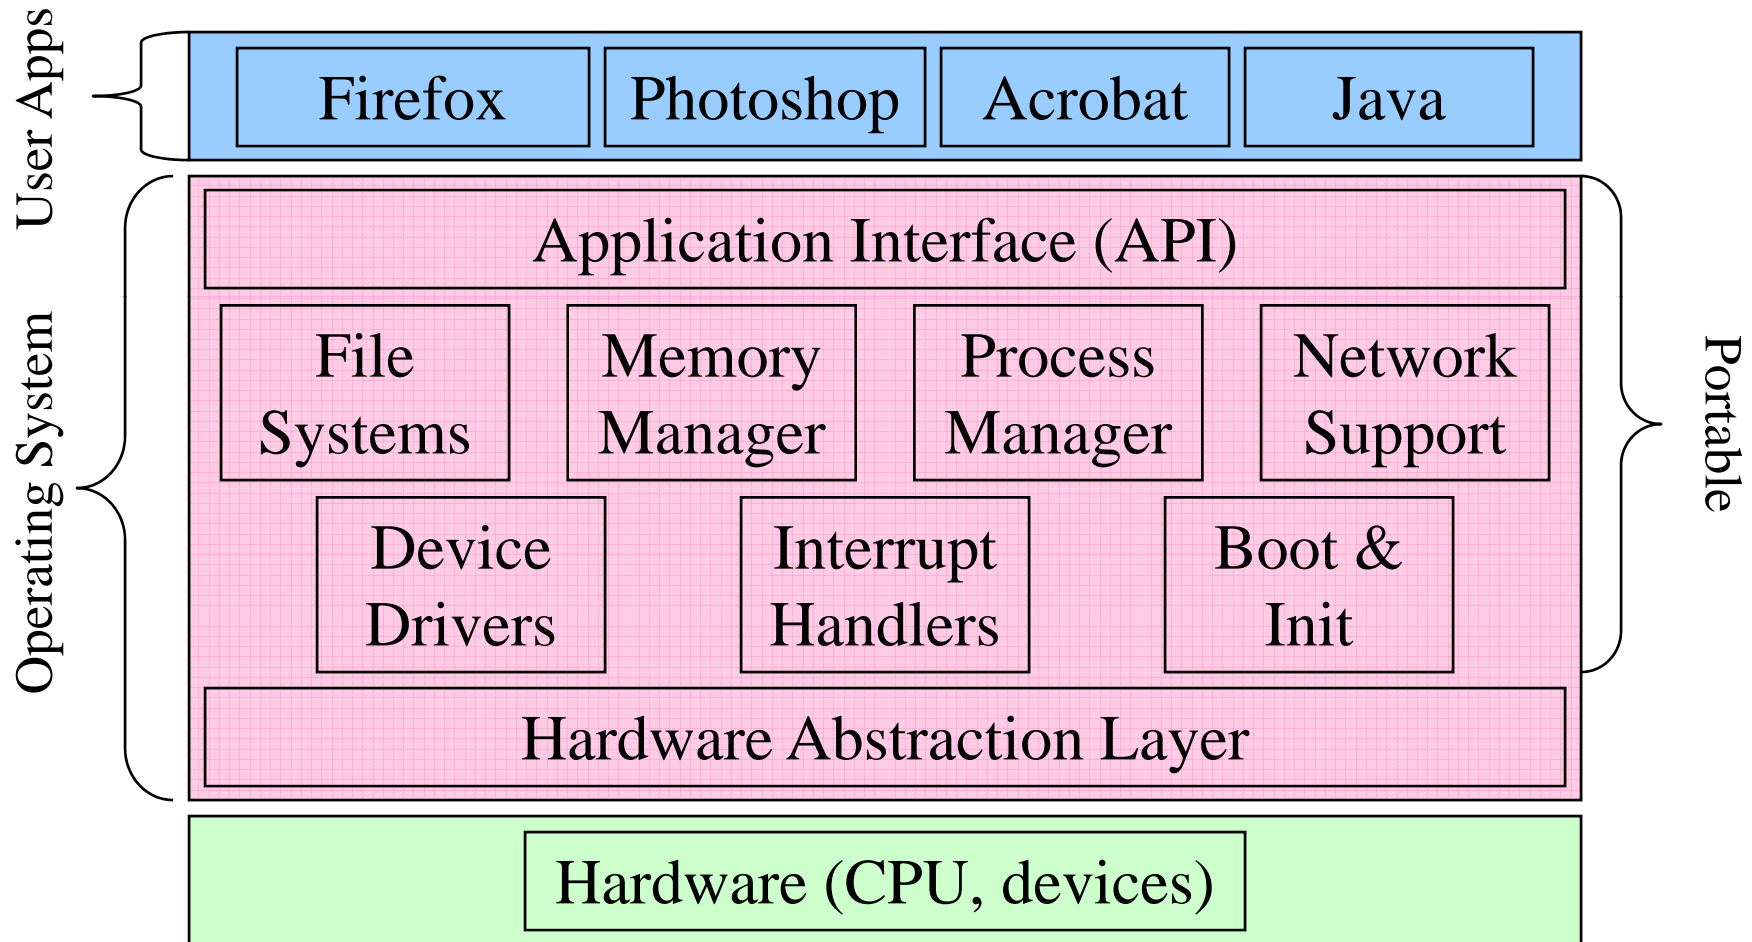 User Apps
Firefox
Photoshop
Acrobat
Java
Operating System
Application Interface (API)
File
Systems
Memory
Manager
Process
Manager
Network
Support
Device
Drivers
Interrupt
Handlers
Boot &
Init
Hardware Abstraction Layer
Portable
Hardware (CPU, devices)